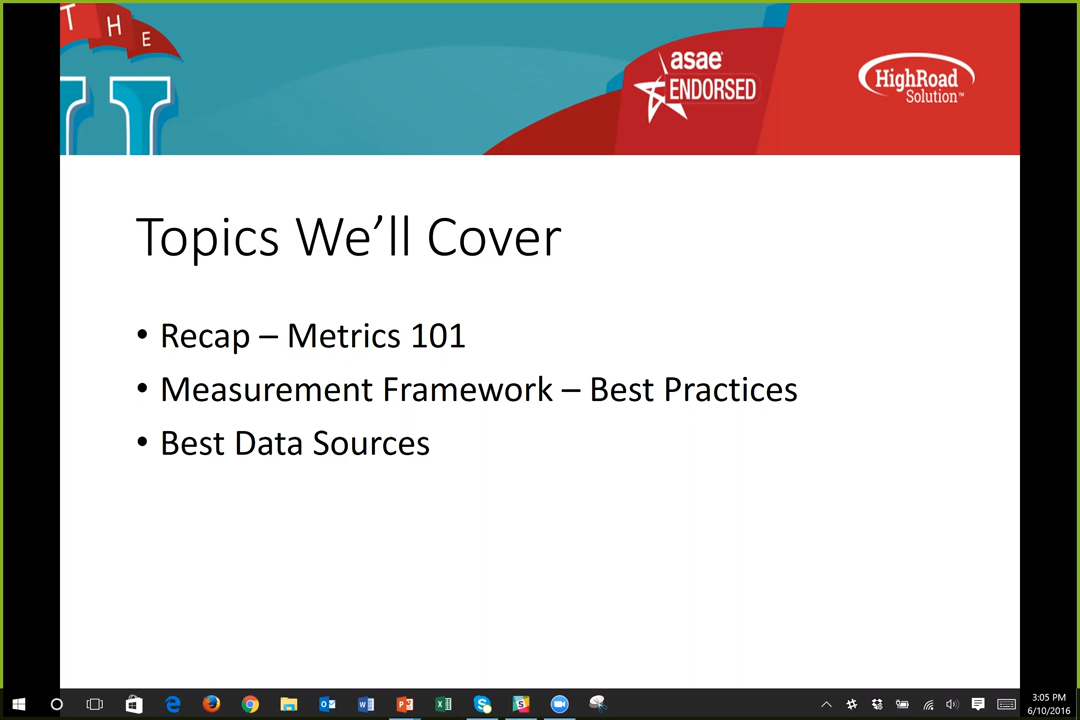 THE
U
asae
ENDORSED
HighRoad
Solution™
Topics We’ll Cover
• Recap – Metrics 101
• Measurement Framework – Best Practices
• Best Data Sources
3:05 PM
6/10/2016